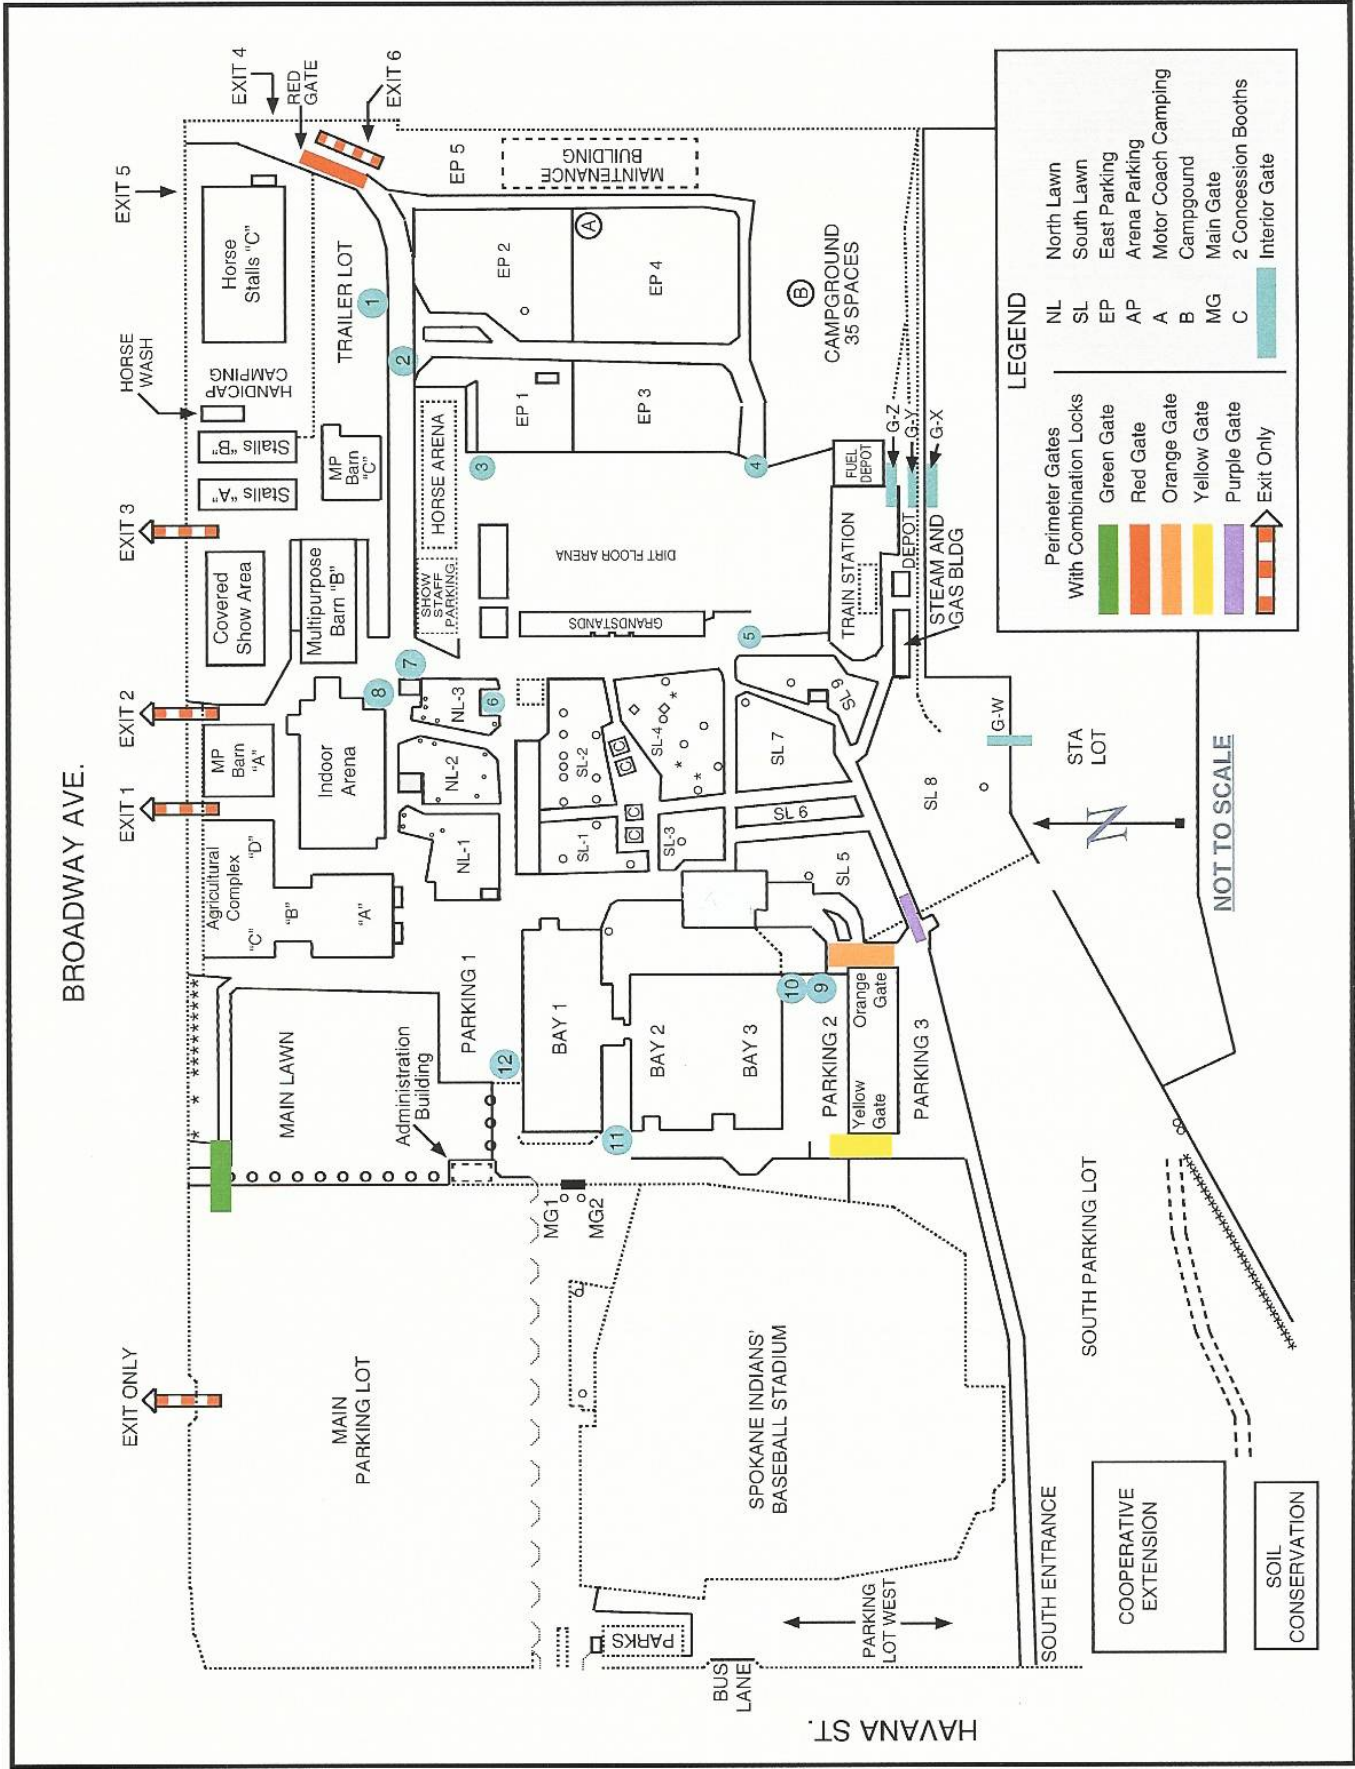 BROADWAY AVE.
EXIT ONLY
EXIT 1
EXIT 2
EXIT 3
HORSE
WASH
EXIT 5
EXIT 4
RED
GATE
EXIT 6
MAIN
PARKING LOT
MAIN LAWN
Administration
Building
PARKING 1
Agricultural
Complex
"C"
"D"
"B"
"A"
MP
Barn
"A"
Indoor
Arena
Covered
Show Area
Multipurpose
Barn "B"
Stalls "A"
Stalls "B"
MP
Barn
"C"
HANDICAP
CAMPING
Horse
Stalls "C"
TRAILER LOT
1
2
3
4
5
6
7
8
9
10
11
12
NL-1
NL-2
NL-3
SHOW
STAFF
PARKING
HORSE ARENA
EP 1
EP 2
EP 3
EP 4
EP 5
A
MAINTENANCE
BUILDING
MG1
MG2
BAY 1
BAY 2
BAY 3
SL-1
SL-2
SL-3
SL-4
C
C
C
C
SL 5
SL 6
SL 7
SL 8
SL 9
GRANDSTANDS
DIRT FLOOR ARENA
B
CAMPGROUND
35 SPACES
FUEL
DEPOT
TRAIN STATION
DEPOT
STEAM AND
GAS BLDG
G-Z
G-Y
G-X
G-W
STA
LOT
PARKING 2
Yellow
Gate
Orange
Gate
PARKING 3
SPOKANE INDIANS'
BASEBALL STADIUM
PARKS
BUS
LANE
PARKING
LOT WEST
HAVANA ST.
SOUTH ENTRANCE
SOUTH PARKING LOT
COOPERATIVE
EXTENSION
SOIL
CONSERVATION
N
NOT TO SCALE
LEGEND
Perimeter Gates
With Combination Locks
Green Gate
Red Gate
Orange Gate
Yellow Gate
Purple Gate
Exit Only
NL North Lawn
SL South Lawn
EP East Parking
AP Arena Parking
A Motor Coach Camping
B Campgound
MG Main Gate
C 2 Concession Booths
Interior Gate